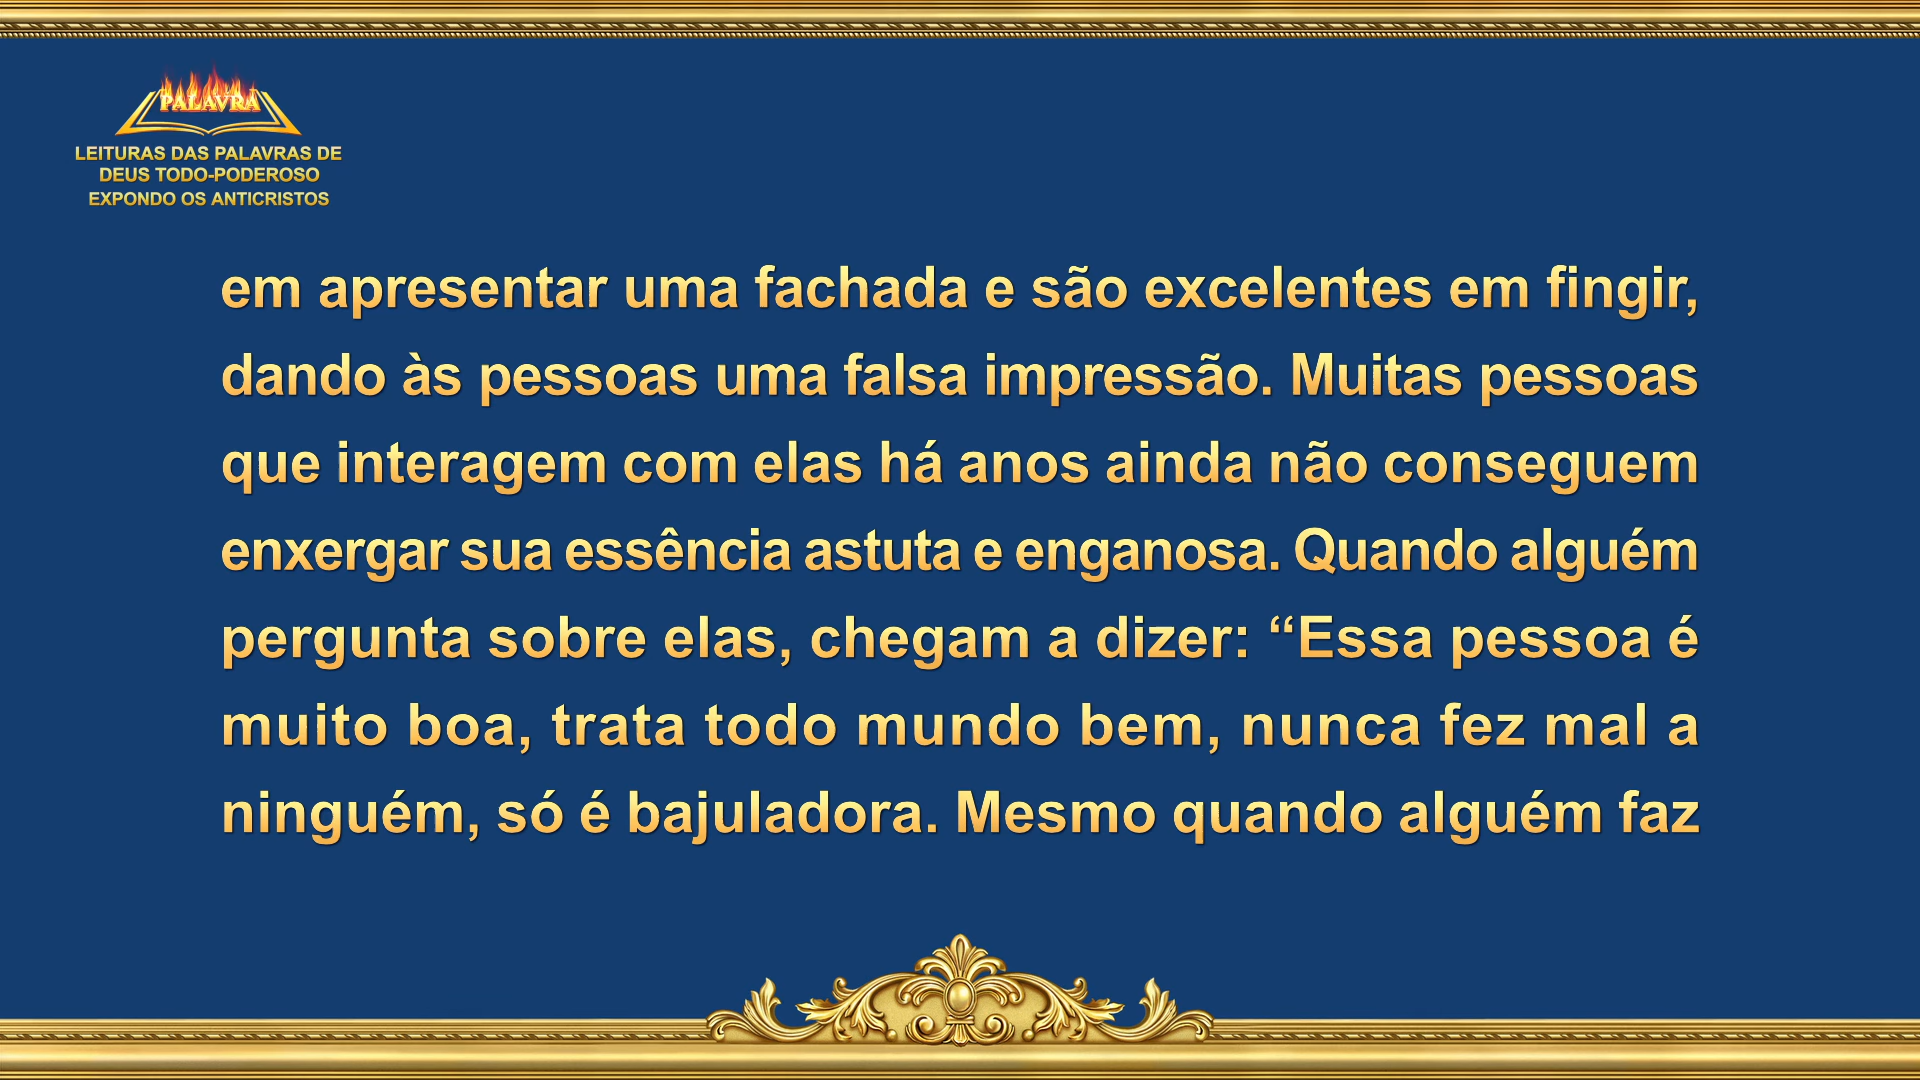 PALAVRA
LEITURAS DAS PALAVRAS DE
DEUS TODO-PODEROSO
EXPONDO OS ANTICRISTOS
em apresentar uma fachada e são excelentes em fingir,
dando às pessoas uma falsa impressão. Muitas pessoas
que interagem com elas há anos ainda não conseguem
enxergar sua essência astuta e enganosa. Quando alguém
pergunta sobre elas, chegam a dizer: “Essa pessoa é
muito boa, trata todo mundo bem, nunca fez mal a
ninguém, só é bajuladora. Mesmo quando alguém faz